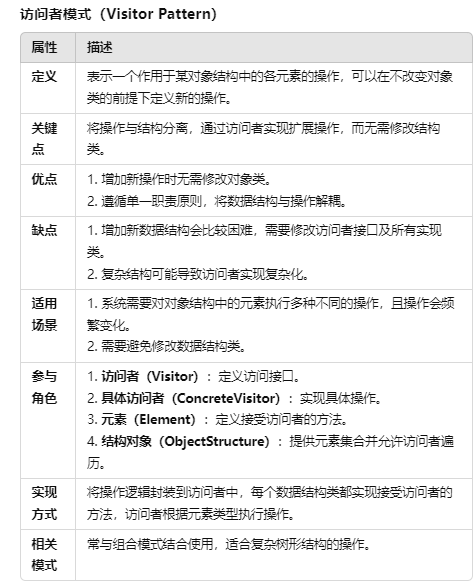 访问者模式（Visitor Pattern）
属性 描述
定义 表示一个作用于某对象结构中的各元素的操作，可以在不改变对象
类的前提下定义新的操作。
关键 将操作与结构分离，通过访问者实现扩展操作，而无需修改结构
点 类。
优点 1. 增加新操作时无需修改对象类。
2. 遵循单一职责原则，将数据结构与操作解耦。
缺点 1. 增加新数据结构会比较困难，需要修改访问者接口及所有实现
类。
2. 复杂结构可能导致访问者实现复杂化。
适用 1. 系统需要对对象结构中的元素执行多种不同的操作，且操作会频
场景 繁变化。
2. 需要避免修改数据结构类。
参与 1. 访问者（Visitor）：定义访问接口。
角色 2. 具体访问者（ConcreteVisitor）：实现具体操作。
3. 元素（Element）：定义接受访问者的方法。
4. 结构对象（ObjectStructure）：提供元素集合并允许访问者遍
历。
实现 将操作逻辑封装到访问者中，每个数据结构类都实现接受访问者的
方式 方法，访问者根据元素类型执行操作。
相关 常与组合模式结合使用，适合复杂树形结构的操作。
模式